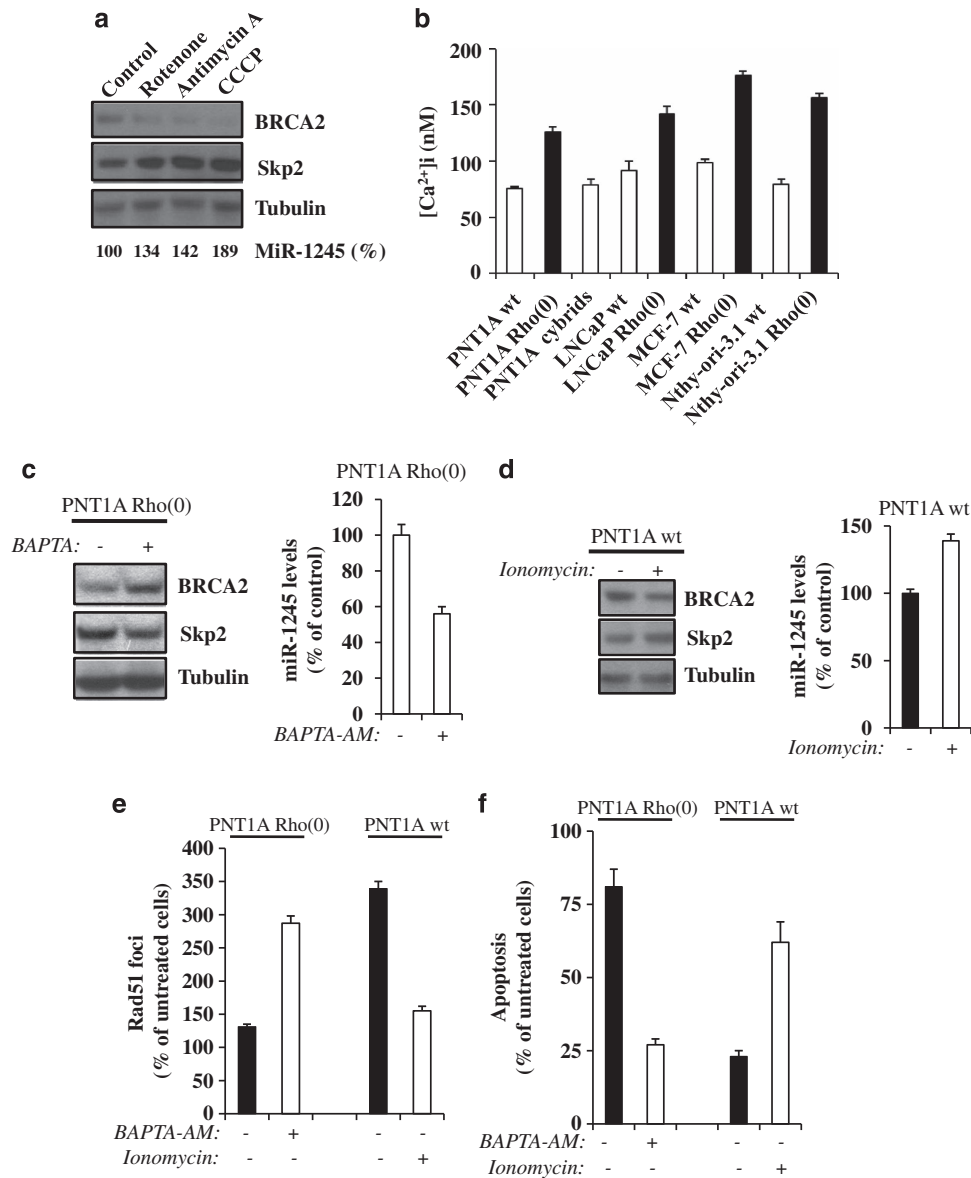 a
Control
Rotenone
Antimycin A
CCCP
BRCA2
Skp2
Tubulin
100 134 142 189 MiR-1245 (%)
b
[Ca²⁺]i (nM)
200
150
100
50
0
PNT1A wt
PNT1A Rho(0)
PNT1A cybrids
LNCaP wt
LNCaP Rho(0)
MCF-7 wt
MCF-7 Rho(0)
Nthy-ori-3.1 wt
Nthy-ori-3.1 Rho(0)
c
PNT1A Rho(0)
BAPTA: - +
BRCA2
Skp2
Tubulin
PNT1A Rho(0)
miR-1245 levels
(% of control)
120
100
80
60
40
20
0
BAPTA-AM: - +
d
PNT1A wt
Ionomycin: - +
BRCA2
Skp2
Tubulin
PNT1A wt
miR-1245 levels
(% of control)
150
100
50
0
Ionomycin: - +
e
PNT1A Rho(0) PNT1A wt
Rad51 foci
(% of untreated cells)
400
350
300
250
200
150
100
50
0
BAPTA-AM: - + - -
Ionomycin: - - - +
f
PNT1A Rho(0) PNT1A wt
Apoptosis
(% of untreated cells)
100
75
50
25
0
BAPTA-AM: - + - -
Ionomycin: - - - +